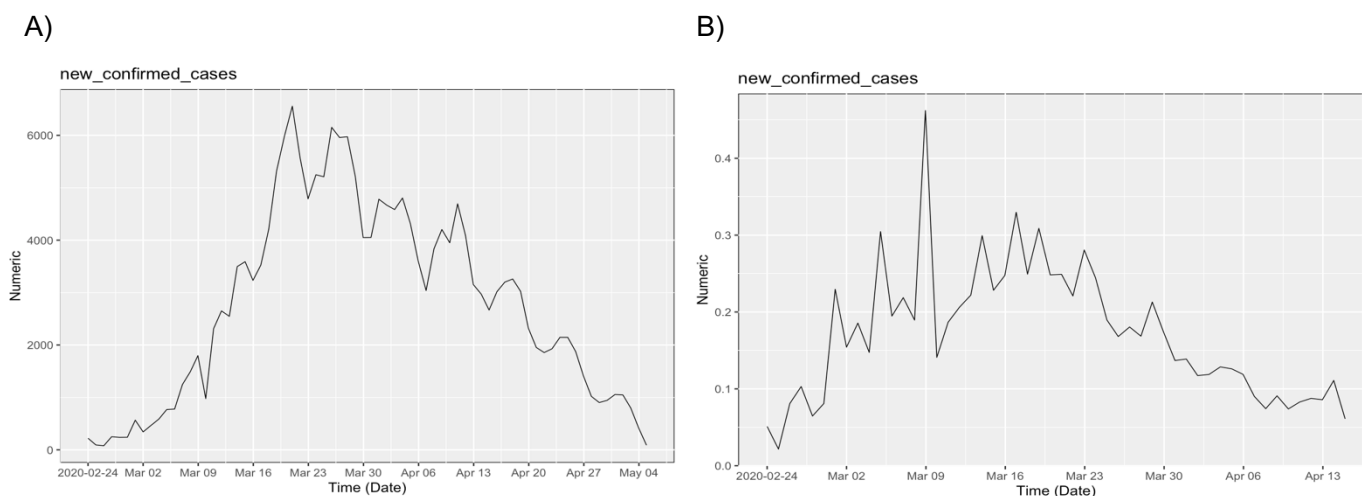 A)
new_confirmed_cases
Numeric
6000
4000
2000
0
2020-02-24 Mar 02 Mar 09 Mar 16 Mar 23 Mar 30 Apr 06 Apr 13 Apr 20 Apr 27 May 04
Time (Date)
B)
new_confirmed_cases
Numeric
0.4
0.3
0.2
0.1
0.0
2020-02-24 Mar 02 Mar 09 Mar 16 Mar 23 Mar 30 Apr 06 Apr 13
Time (Date)